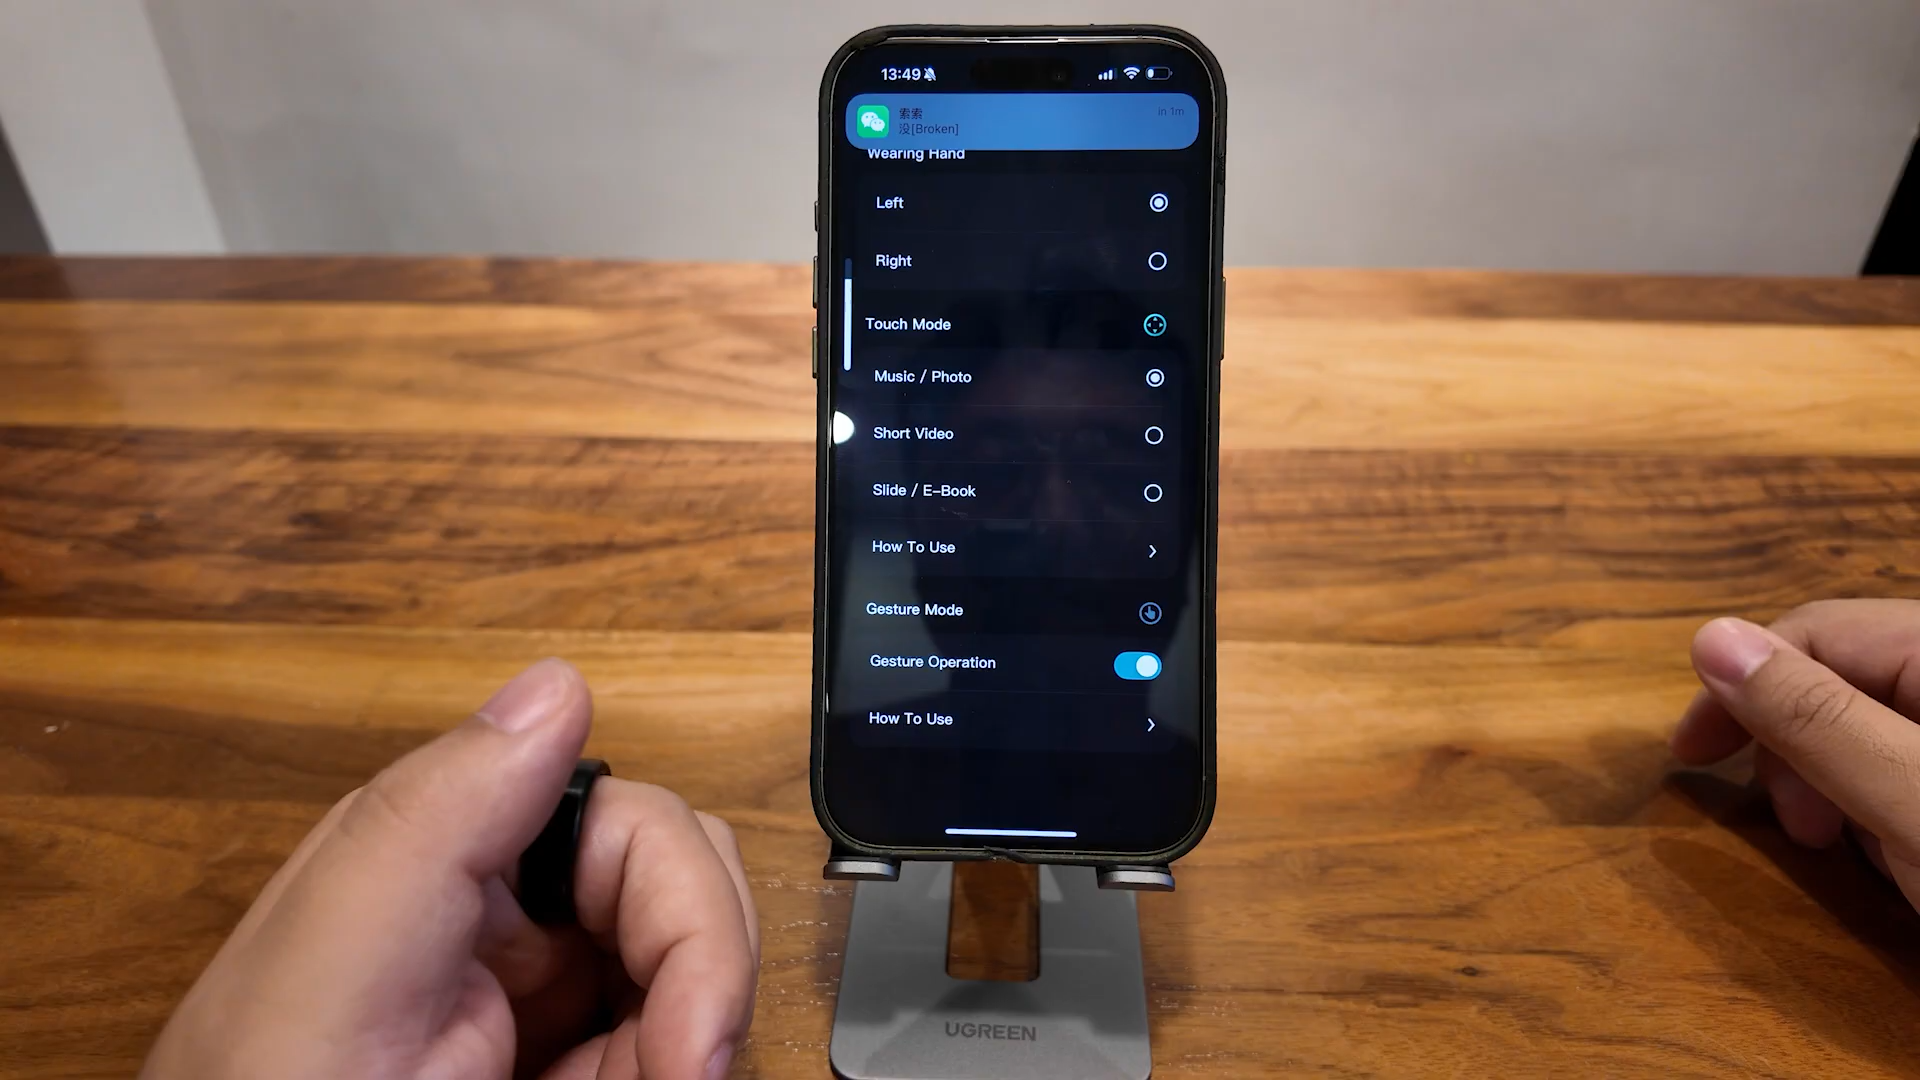 13:49
索索
in 1m
没[Broken]
Wearing Hand
Left
Right
Touch Mode
Music / Photo
Short Video
Slide / E-Book
How To Use
Gesture Mode
Gesture Operation
How To Use
UGREEN